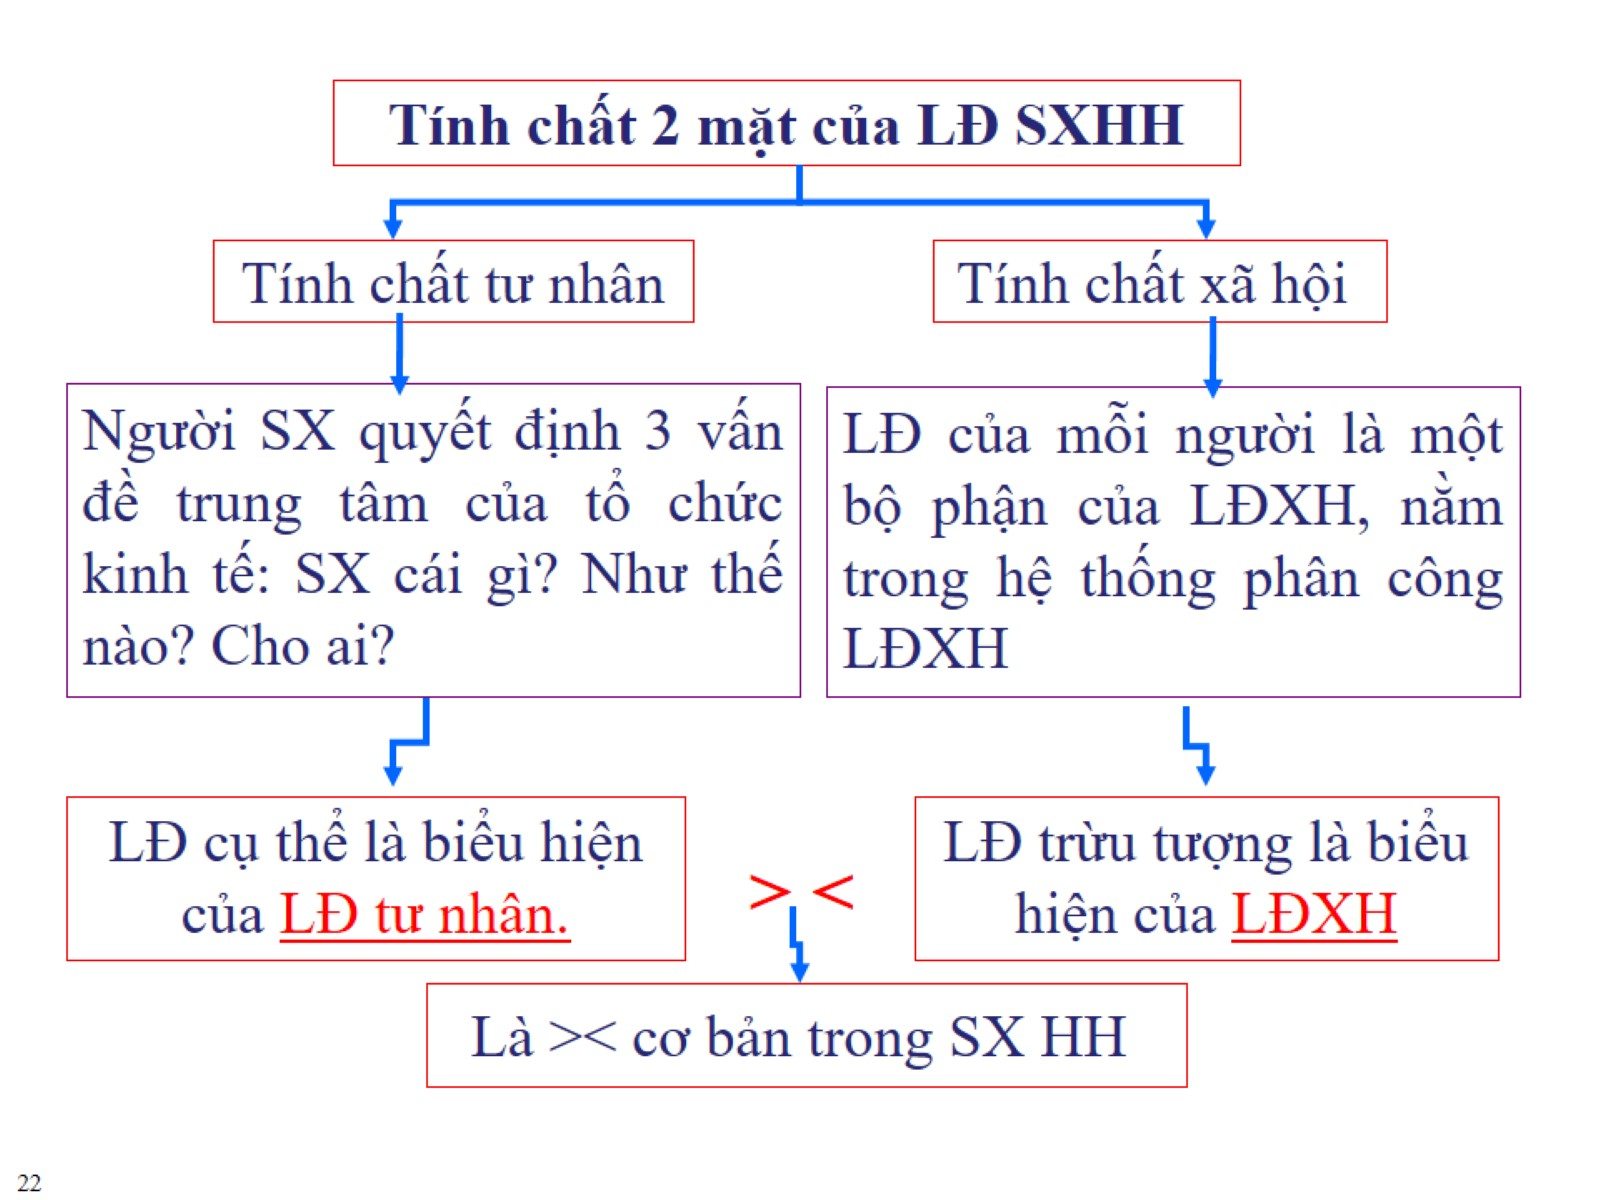 Tính chất 2 mặt của LĐ SXHH
Tính chất tư nhân
Tính chất xã hội
Người SX quyết định 3 vấn
đề trung tâm của tổ chức
kinh tế: SX cái gì? Như thế
nào? Cho ai?
LĐ của mỗi người là một
bộ phận của LĐXH, nằm
trong hệ thống phân công
LĐXH
LĐ cụ thể là biểu hiện
của LĐ tư nhân.
> <
LĐ trừu tượng là biểu
hiện của LĐXH
Là >< cơ bản trong SX HH
22